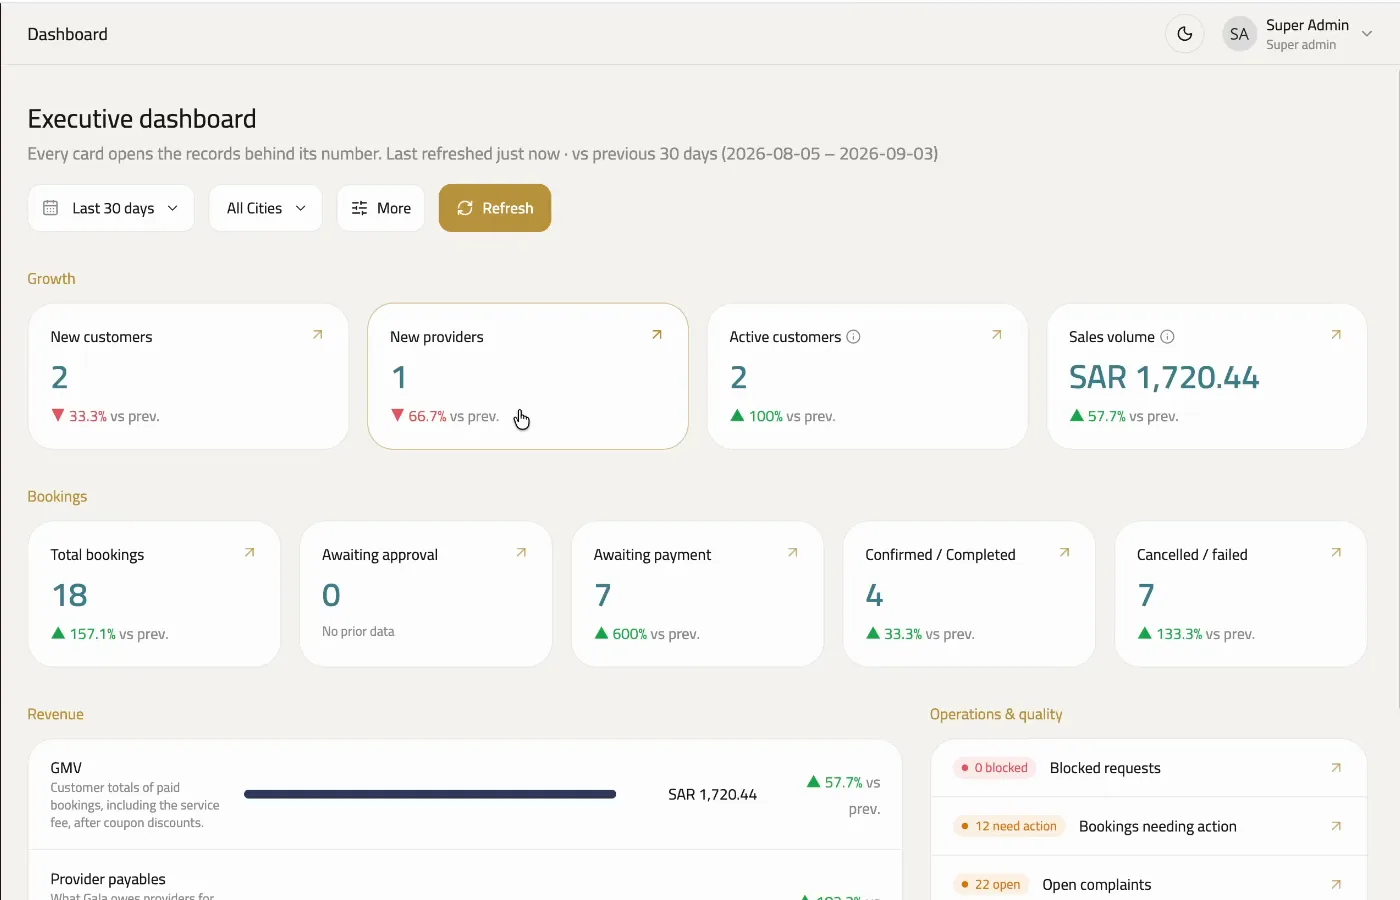 Dashboard
SA
Super Admin
Super admin
Executive dashboard
Every card opens the records behind its number. Last refreshed just now · vs previous 30 days (2026-08-05 – 2026-09-03)
Last 30 days
All Cities
More
Refresh
Growth
New customers
2
▼ 33.3% vs prev.
New providers
1
▼ 66.7% vs prev.
Active customers
2
▲ 100% vs prev.
Sales volume
SAR 1,720.44
▲ 57.7% vs prev.
Bookings
Total bookings
18
▲ 157.1% vs prev.
Awaiting approval
0
No prior data
Awaiting payment
7
▲ 600% vs prev.
Confirmed / Completed
4
▲ 33.3% vs prev.
Cancelled / failed
7
▲ 133.3% vs prev.
Revenue
GMV
Customer totals of paid
bookings, including the service
fee, after coupon discounts.
SAR 1,720.44
▲ 57.7% vs
prev.
Provider payables
What Gala owes providers for
vs
Operations & quality
0 blocked
Blocked requests
12 need action
Bookings needing action
22 open
Open complaints